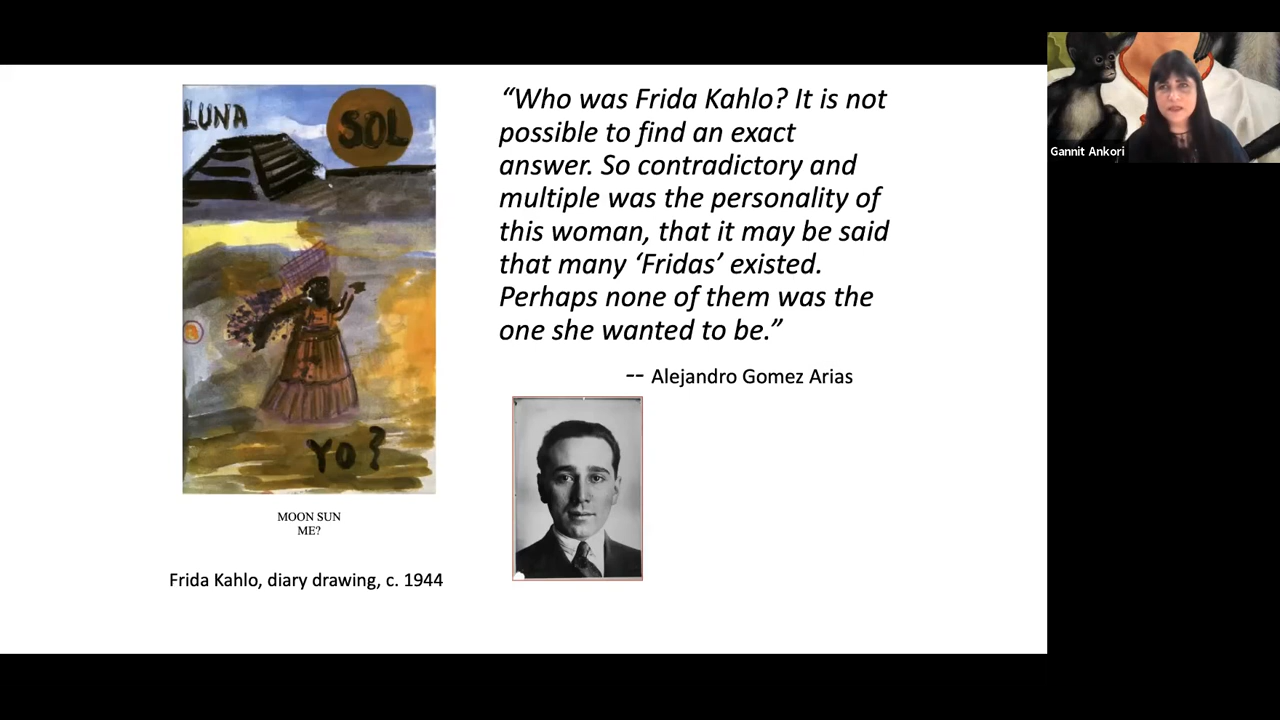 LUNA
SOL
YO?
MOON SUN
ME?
Frida Kahlo, diary drawing, c. 1944
“Who was Frida Kahlo? It is not
possible to find an exact
answer. So contradictory and
multiple was the personality of
this woman, that it may be said
that many ‘Fridas’ existed.
Perhaps none of them was the
one she wanted to be.”
-- Alejandro Gomez Arias
Gannit Ankori